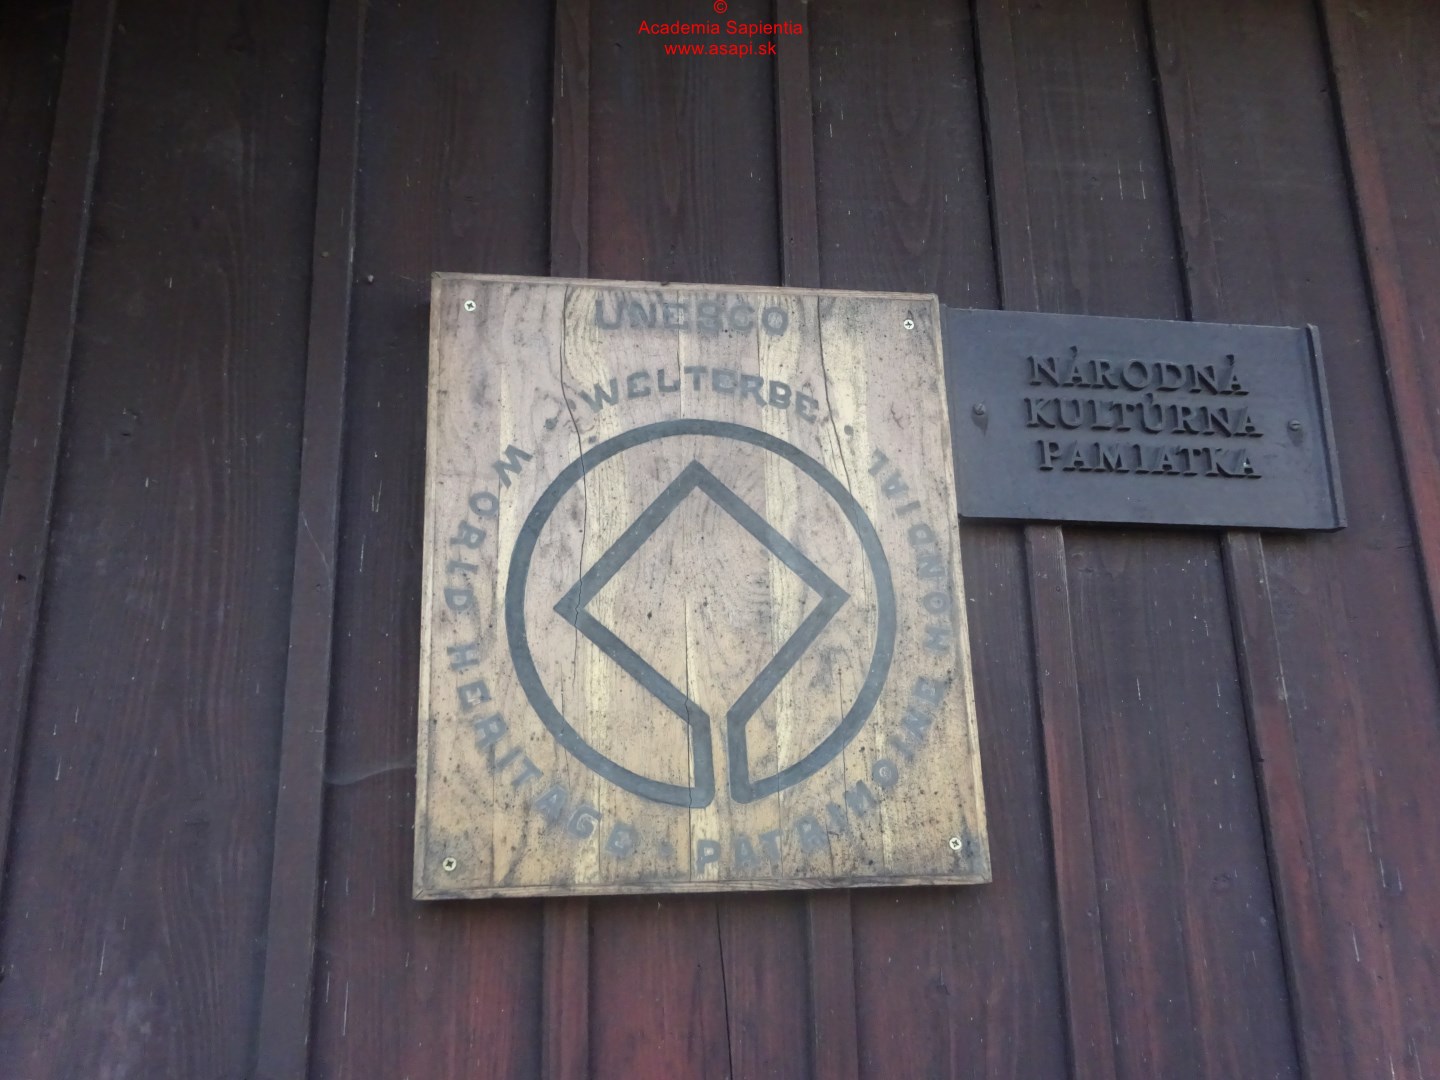 ©
Academia Sapientia
www.asapi.sk
UNESCO
WELTERBE
WORLD HERITAGE · PATRIMOINE MONDIAL
NÁRODNÁ
KULTÚRNA
PAMIATKA